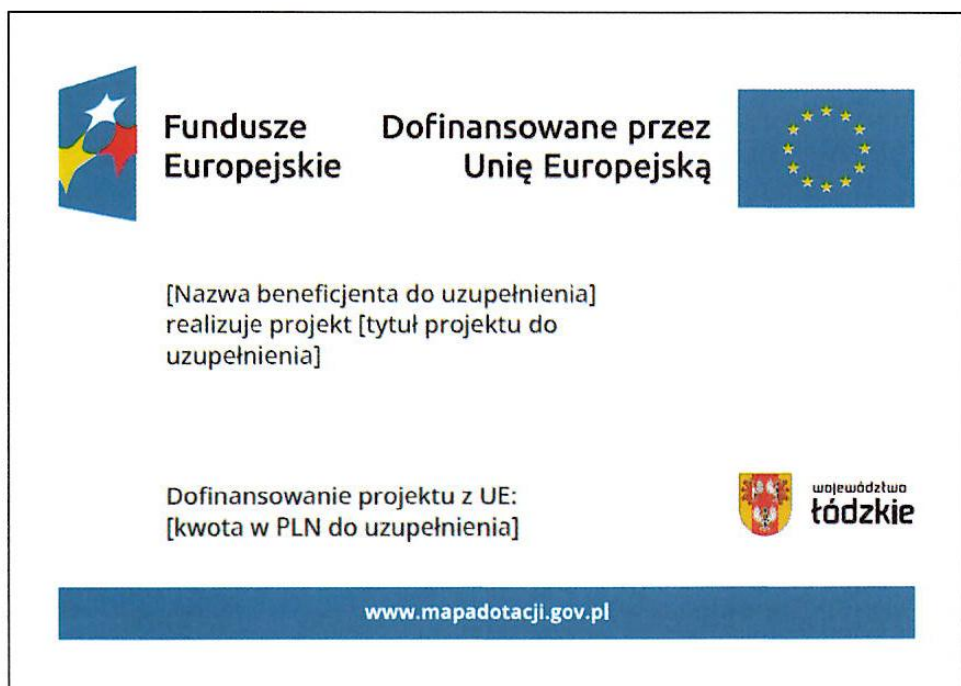 Fundusze
Europejskie
Dofinansowane przez
Unię Europejską
[Nazwa beneficjenta do uzupełnienia]
realizuje projekt [tytuł projektu do
uzupełnienia]
Dofinansowanie projektu z UE:
[kwota w PLN do uzupełnienia]
województwo
łódzkie
www.mapadotacji.gov.pl